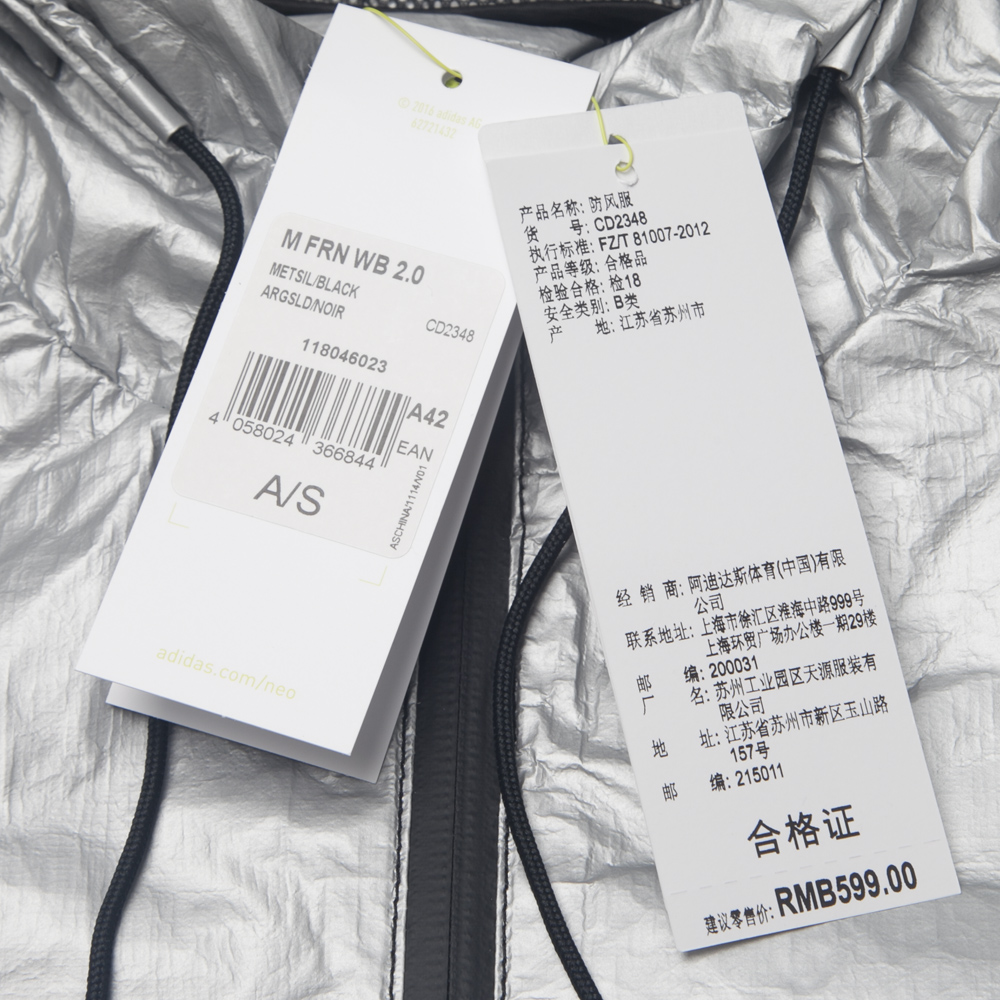 © 2016 adidas AG
M FRN WB 2.0
METSIL/BLACK
ARGSLD/NOIR
CD2348
118046023
A42
4 058024 366844 EAN
A/S
ASCHINA/1114/V01
adidas.com/neo
产品名称: 防风服
货 号: CD2348
执行标准: FZ/T 81007-2012
产品等级: 合格品
检验合格: 检18
安全类别: B类
产 地: 江苏省苏州市
经 销 商: 阿迪达斯体育(中国)有限
公司
联系地址: 上海市徐汇区淮海中路999号
上海环贸广场办公楼一期29楼
邮 编: 200031
厂 名: 苏州工业园区天源服装有
限公司
地 址: 江苏省苏州市新区玉山路
157号
邮 编: 215011
合格证
建议零售价: RMB599.00